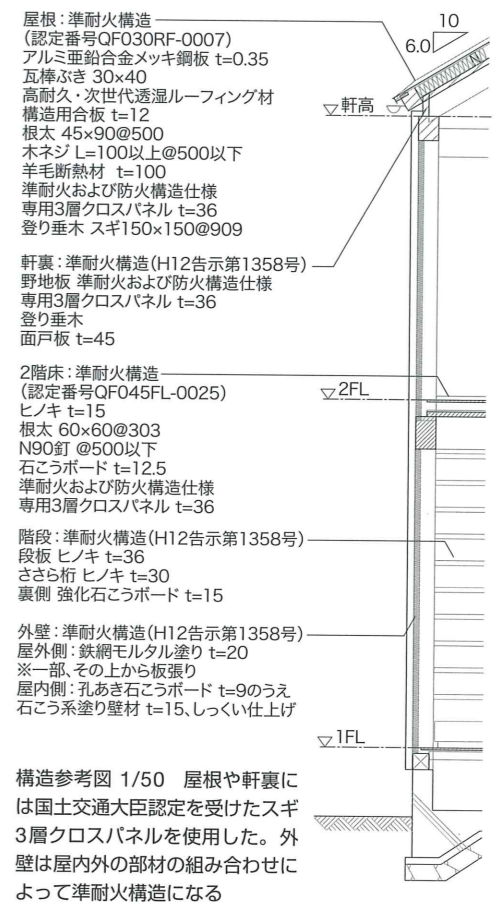 屋根：準耐火構造
（認定番号QF030RF-0007）
アルミ亜鉛合金メッキ鋼板 t=0.35
瓦棒ぶき 30×40
高耐久・次世代透湿ルーフィング材
構造用合板 t=12
根太 45×90@500
木ネジ L=100以上@500以下
羊毛断熱材 t=100
準耐火および防火構造仕様
専用3層クロスパネル t=36
登り垂木 スギ150×150@909
軒裏：準耐火構造（H12告示第1358号）
野地板 準耐火および防火構造仕様
専用3層クロスパネル t=36
登り垂木
面戸板 t=45
2階床：準耐火構造
（認定番号QF045FL-0025）
ヒノキ t=15
根太 60×60@303
N90釘 @500以下
石こうボード t=12.5
準耐火および防火構造仕様
専用3層クロスパネル t=36
階段：準耐火構造（H12告示第1358号）
段板 ヒノキ t=36
ささら桁 ヒノキ t=30
裏側 強化石こうボード t=15
外壁：準耐火構造（H12告示第1358号）
屋外側：鉄網モルタル塗り t=20
※一部、その上から板張り
屋内側：孔あき石こうボード t=9のうえ
石こう系塗り壁材 t=15、しっくい仕上げ
10
6.0
軒高
2FL
1FL
構造参考図 1/50　屋根や軒裏に
は国土交通大臣認定を受けたスギ
3層クロスパネルを使用した。外
壁は屋内外の部材の組み合わせに
よって準耐火構造になる